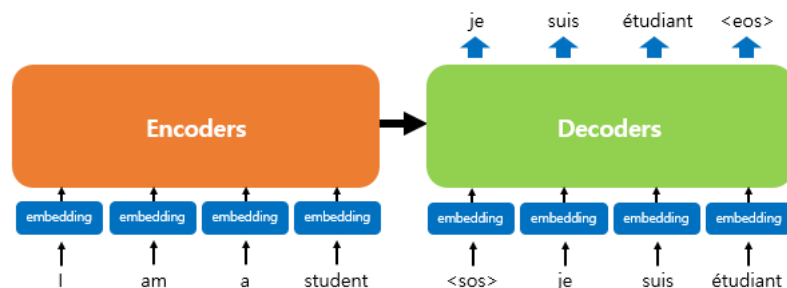 je suis étudiant <eos>
Encoders Decoders
embedding embedding embedding embedding embedding embedding embedding embedding
I am a student <sos> je suis étudiant